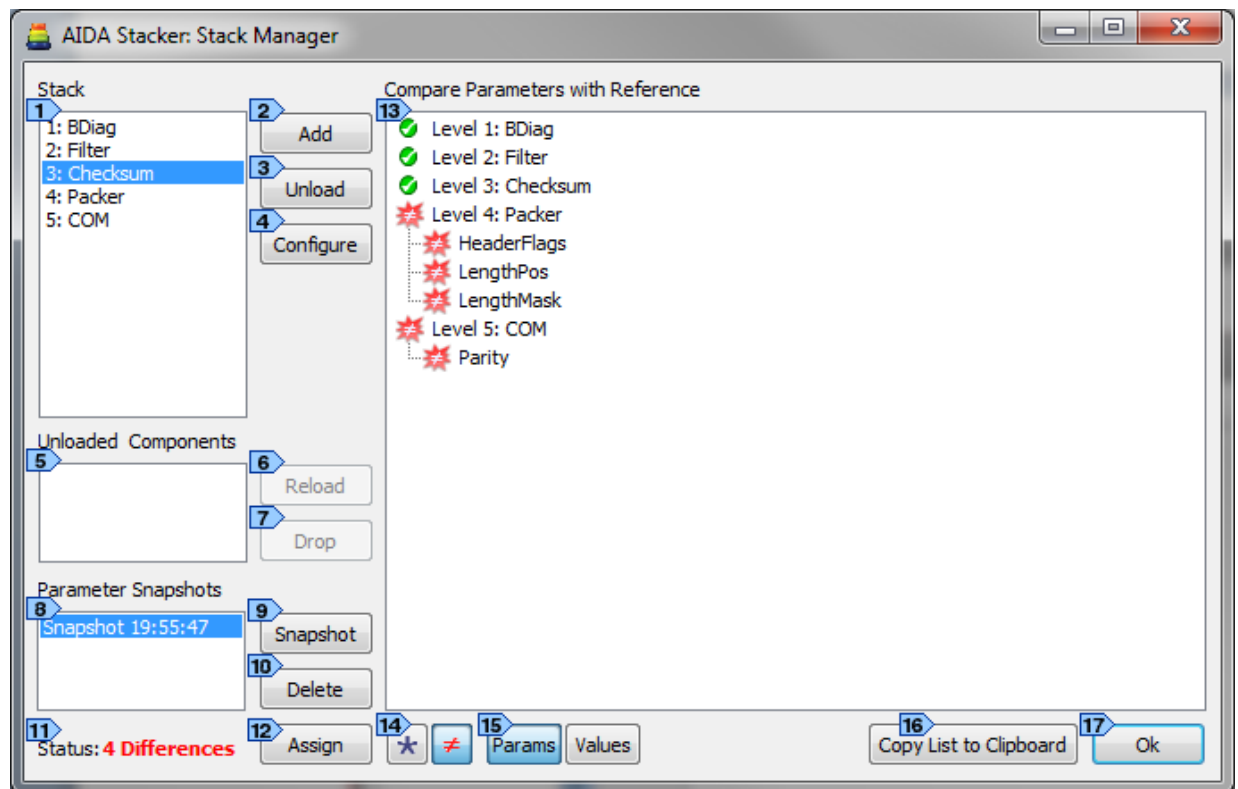 AIDA Stacker: Stack Manager
Stack
1
1: BDiag
2: Filter
3: Checksum
4: Packer
5: COM
2
Add
3
Unload
4
Configure
Unloaded Components
5
6
Reload
7
Drop
Parameter Snapshots
8
Snapshot 19:55:47
9
Snapshot
10
Delete
11
Status: 4 Differences
12
Assign
Compare Parameters with Reference
13
Level 1: BDiag
Level 2: Filter
Level 3: Checksum
≠ Level 4: Packer
≠ HeaderFlags
≠ LengthPos
≠ LengthMask
≠ Level 5: COM
≠ Parity
14
* ≠
15
Params Values
16
Copy List to Clipboard
17
Ok